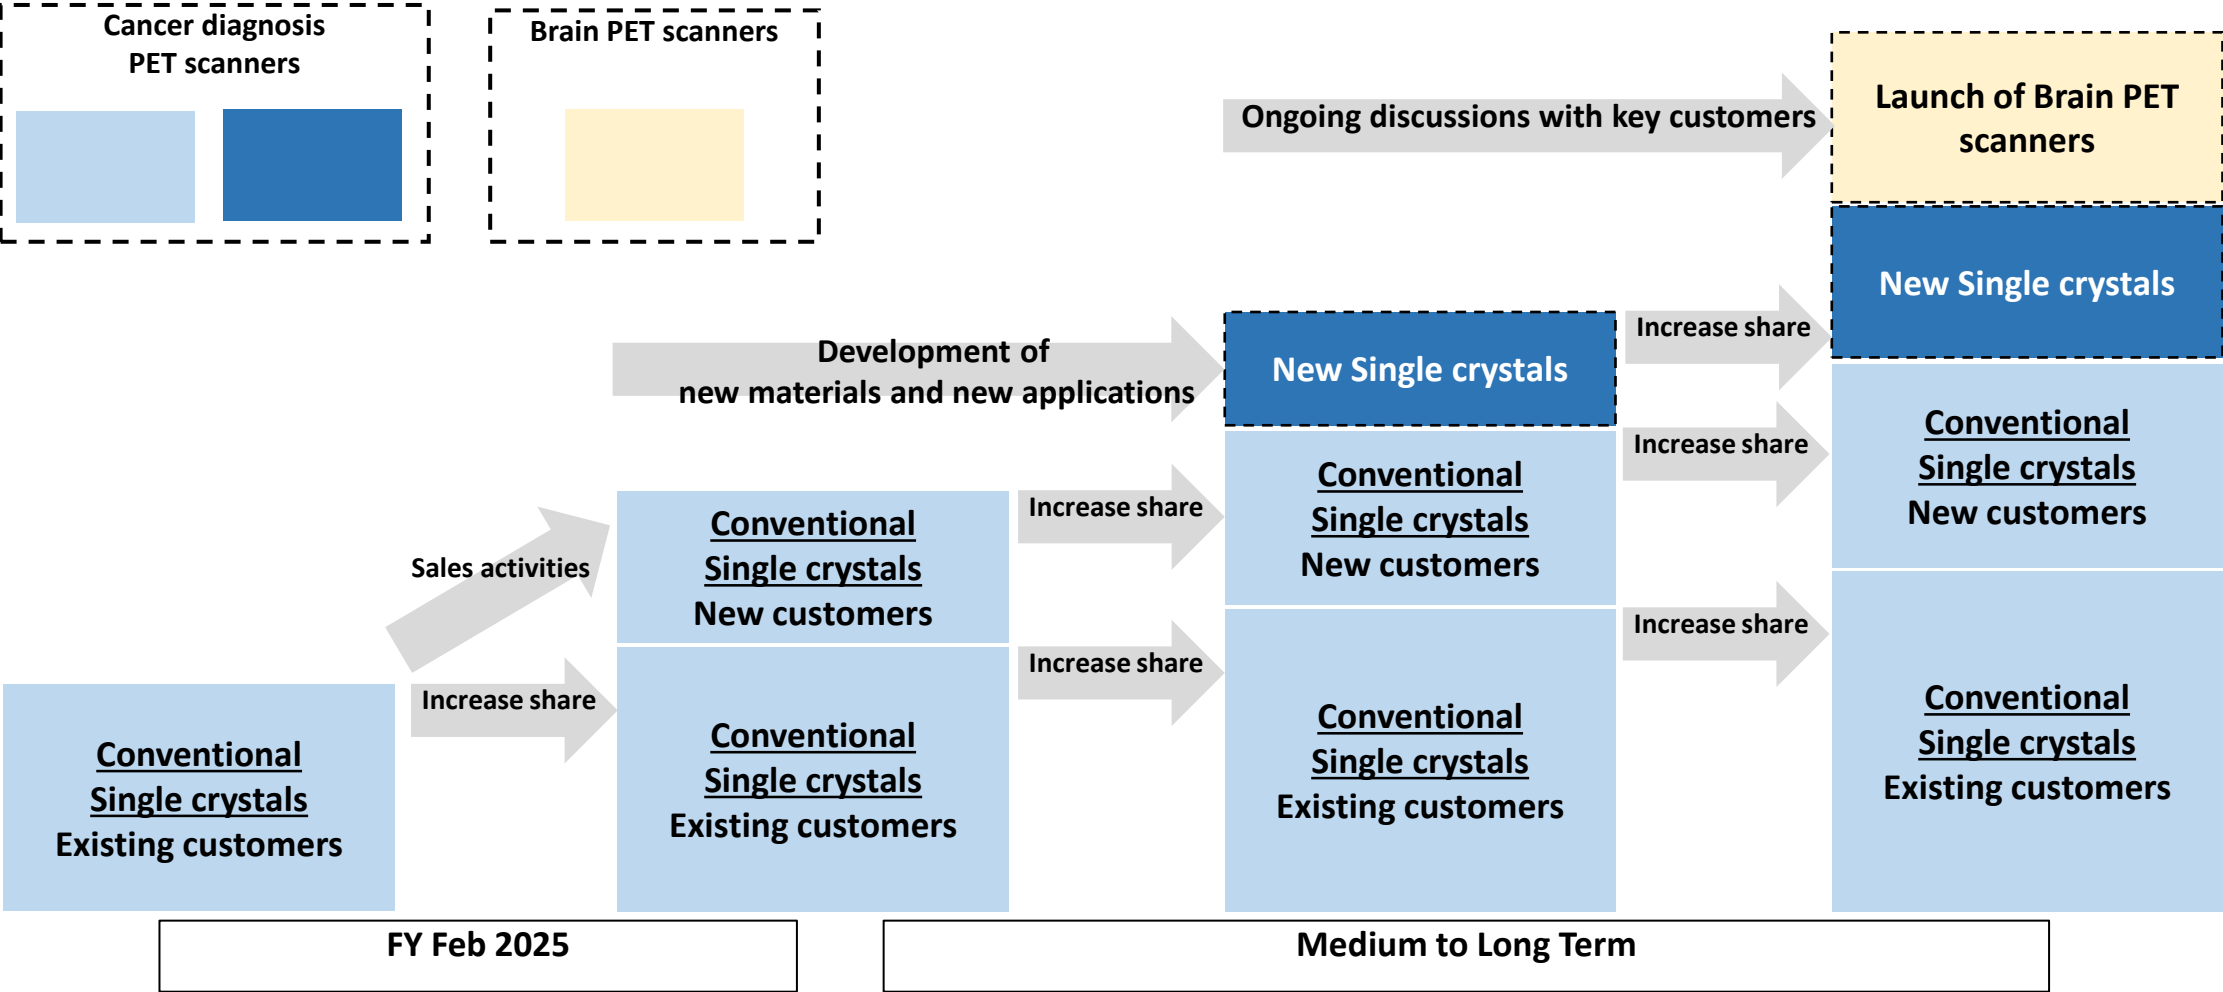 Cancer diagnosis
PET scanners
Brain PET scanners
Ongoing discussions with key customers
Launch of Brain PET
scanners
New Single crystals
Increase share
Development of
new materials and new applications
New Single crystals
Increase share
Conventional
Single crystals
New customers
Conventional
Single crystals
New customers
Increase share
Conventional
Single crystals
New customers
Sales activities
Increase share
Increase share
Increase share
Conventional
Single crystals
Existing customers
Conventional
Single crystals
Existing customers
Conventional
Single crystals
Existing customers
Conventional
Single crystals
Existing customers
FY Feb 2025
Medium to Long Term